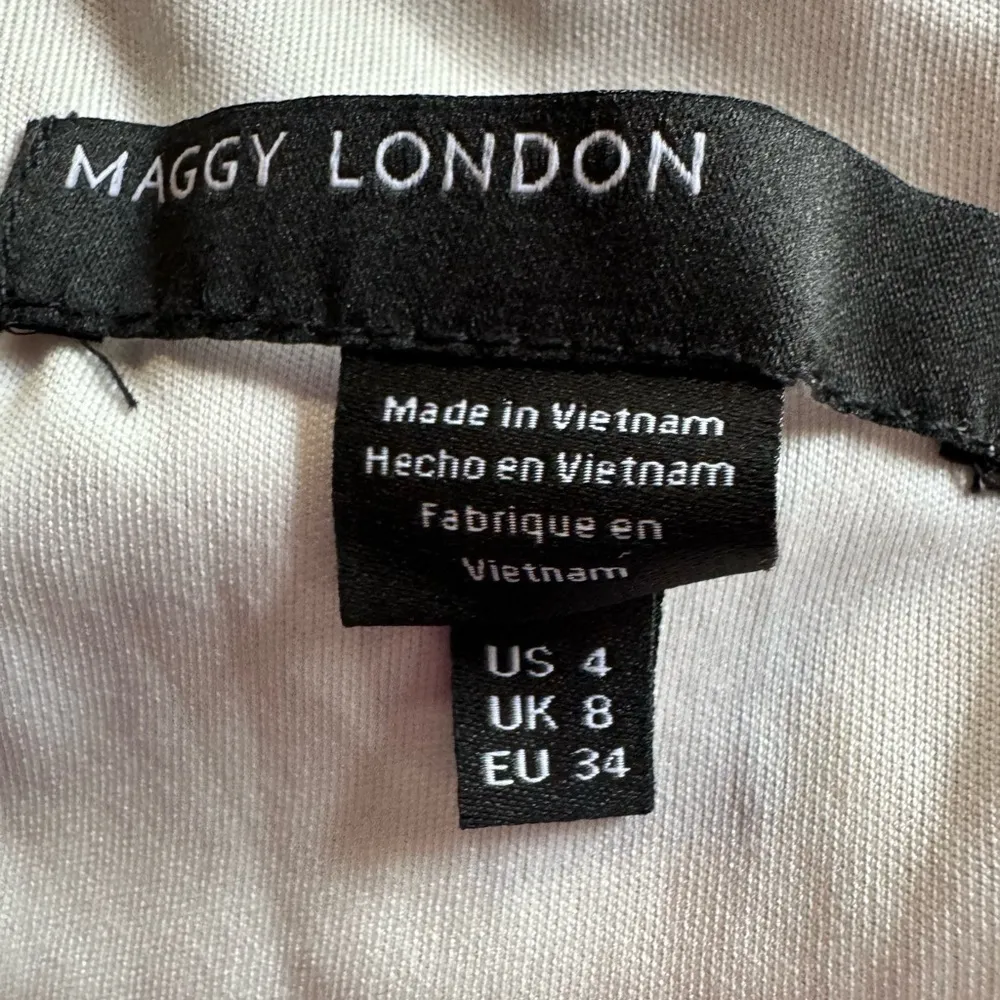 MAGGY LONDON
Made in Vietnam
Hecho en Vietnam
Fabrique en
Vietnam
US 4
UK 8
EU 34